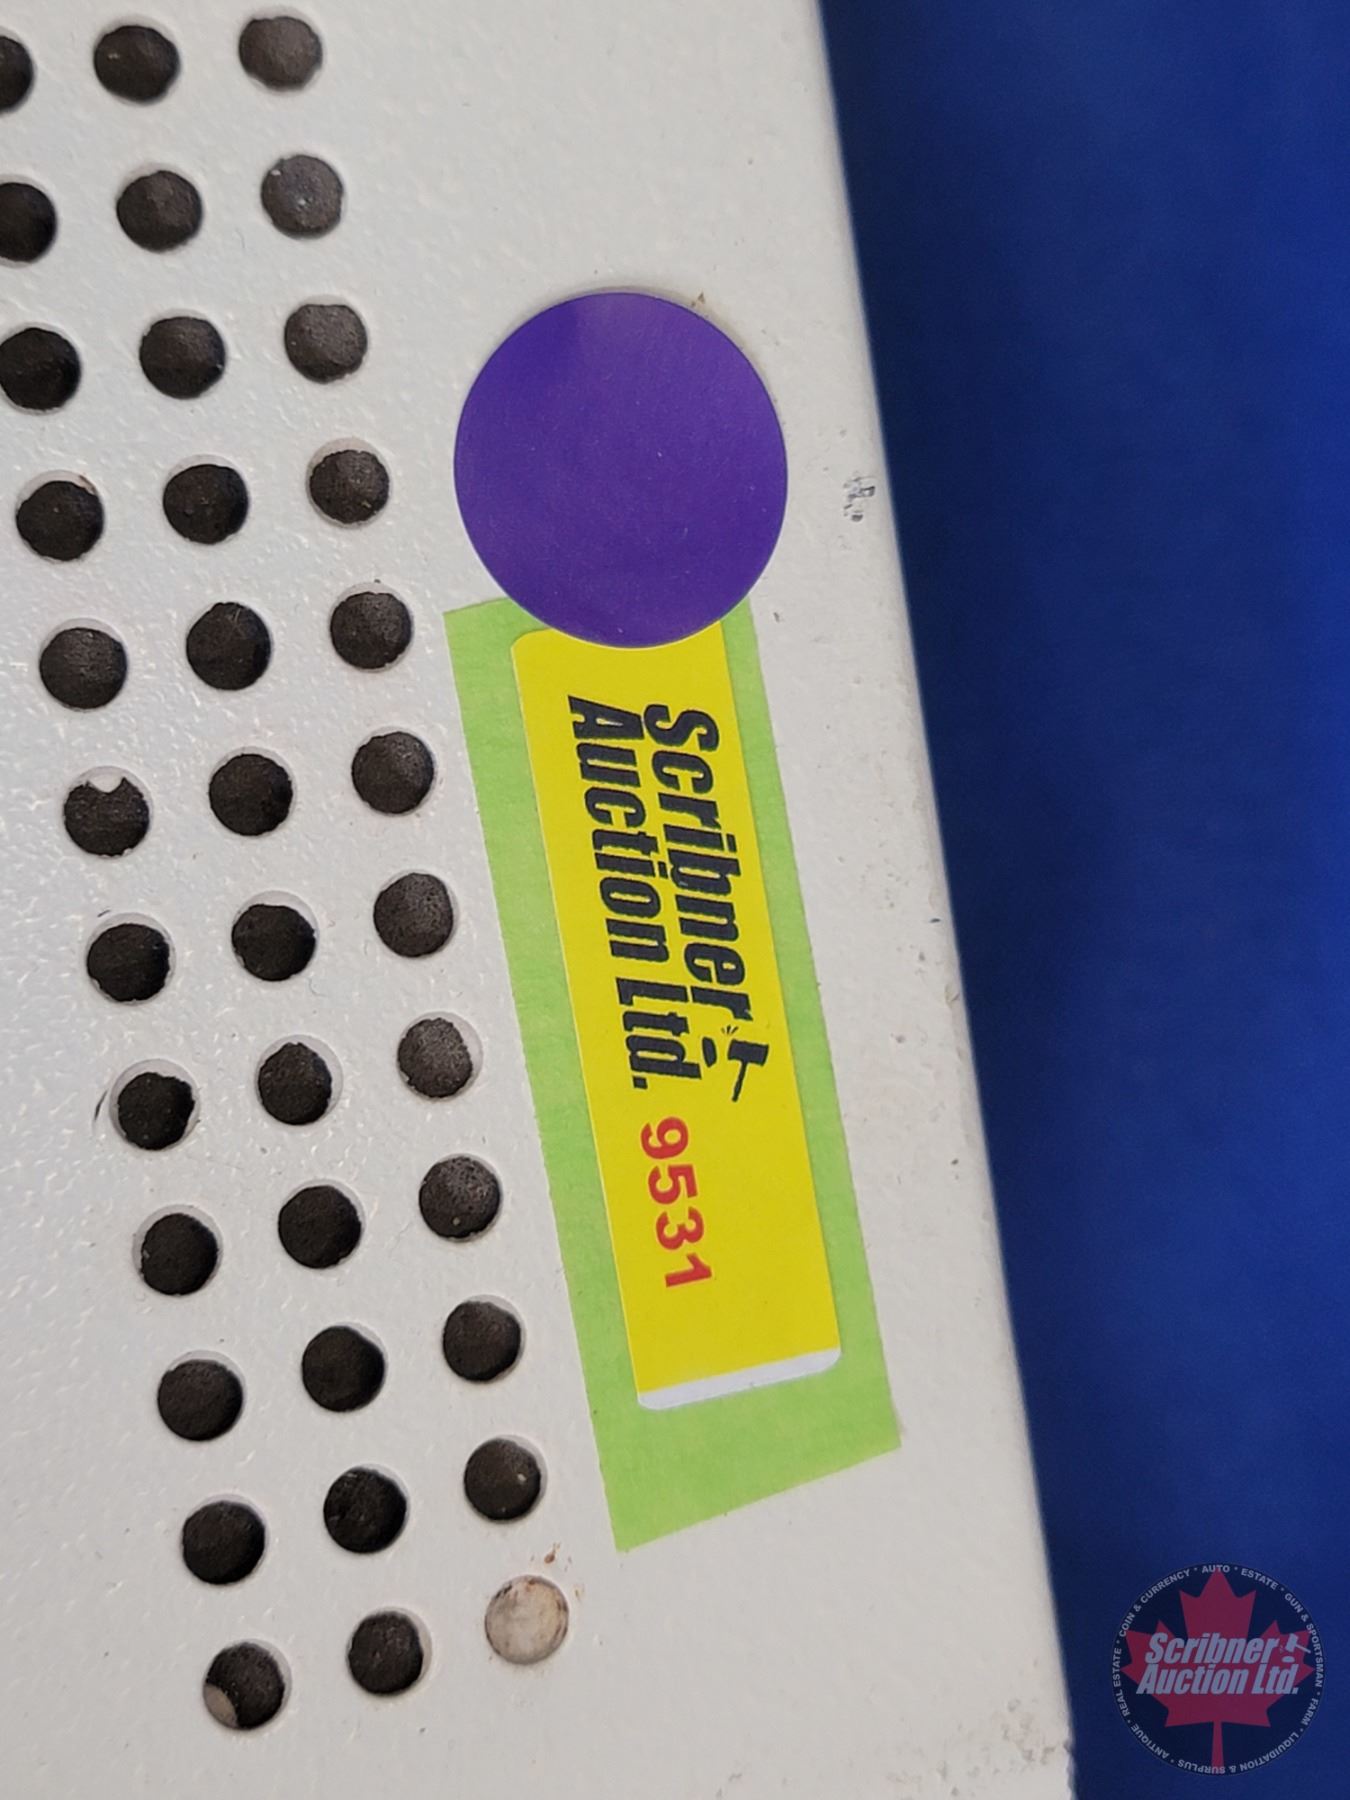 Scribner
Auction Ltd. 9531
Scribner
Auction Ltd.
ANTIQUE • REAL ESTATE • COIN & CURRENCY • AUTO • ESTATE • GUN & SPORTSMAN • FARM • LIQUIDATION & SURPLUS •